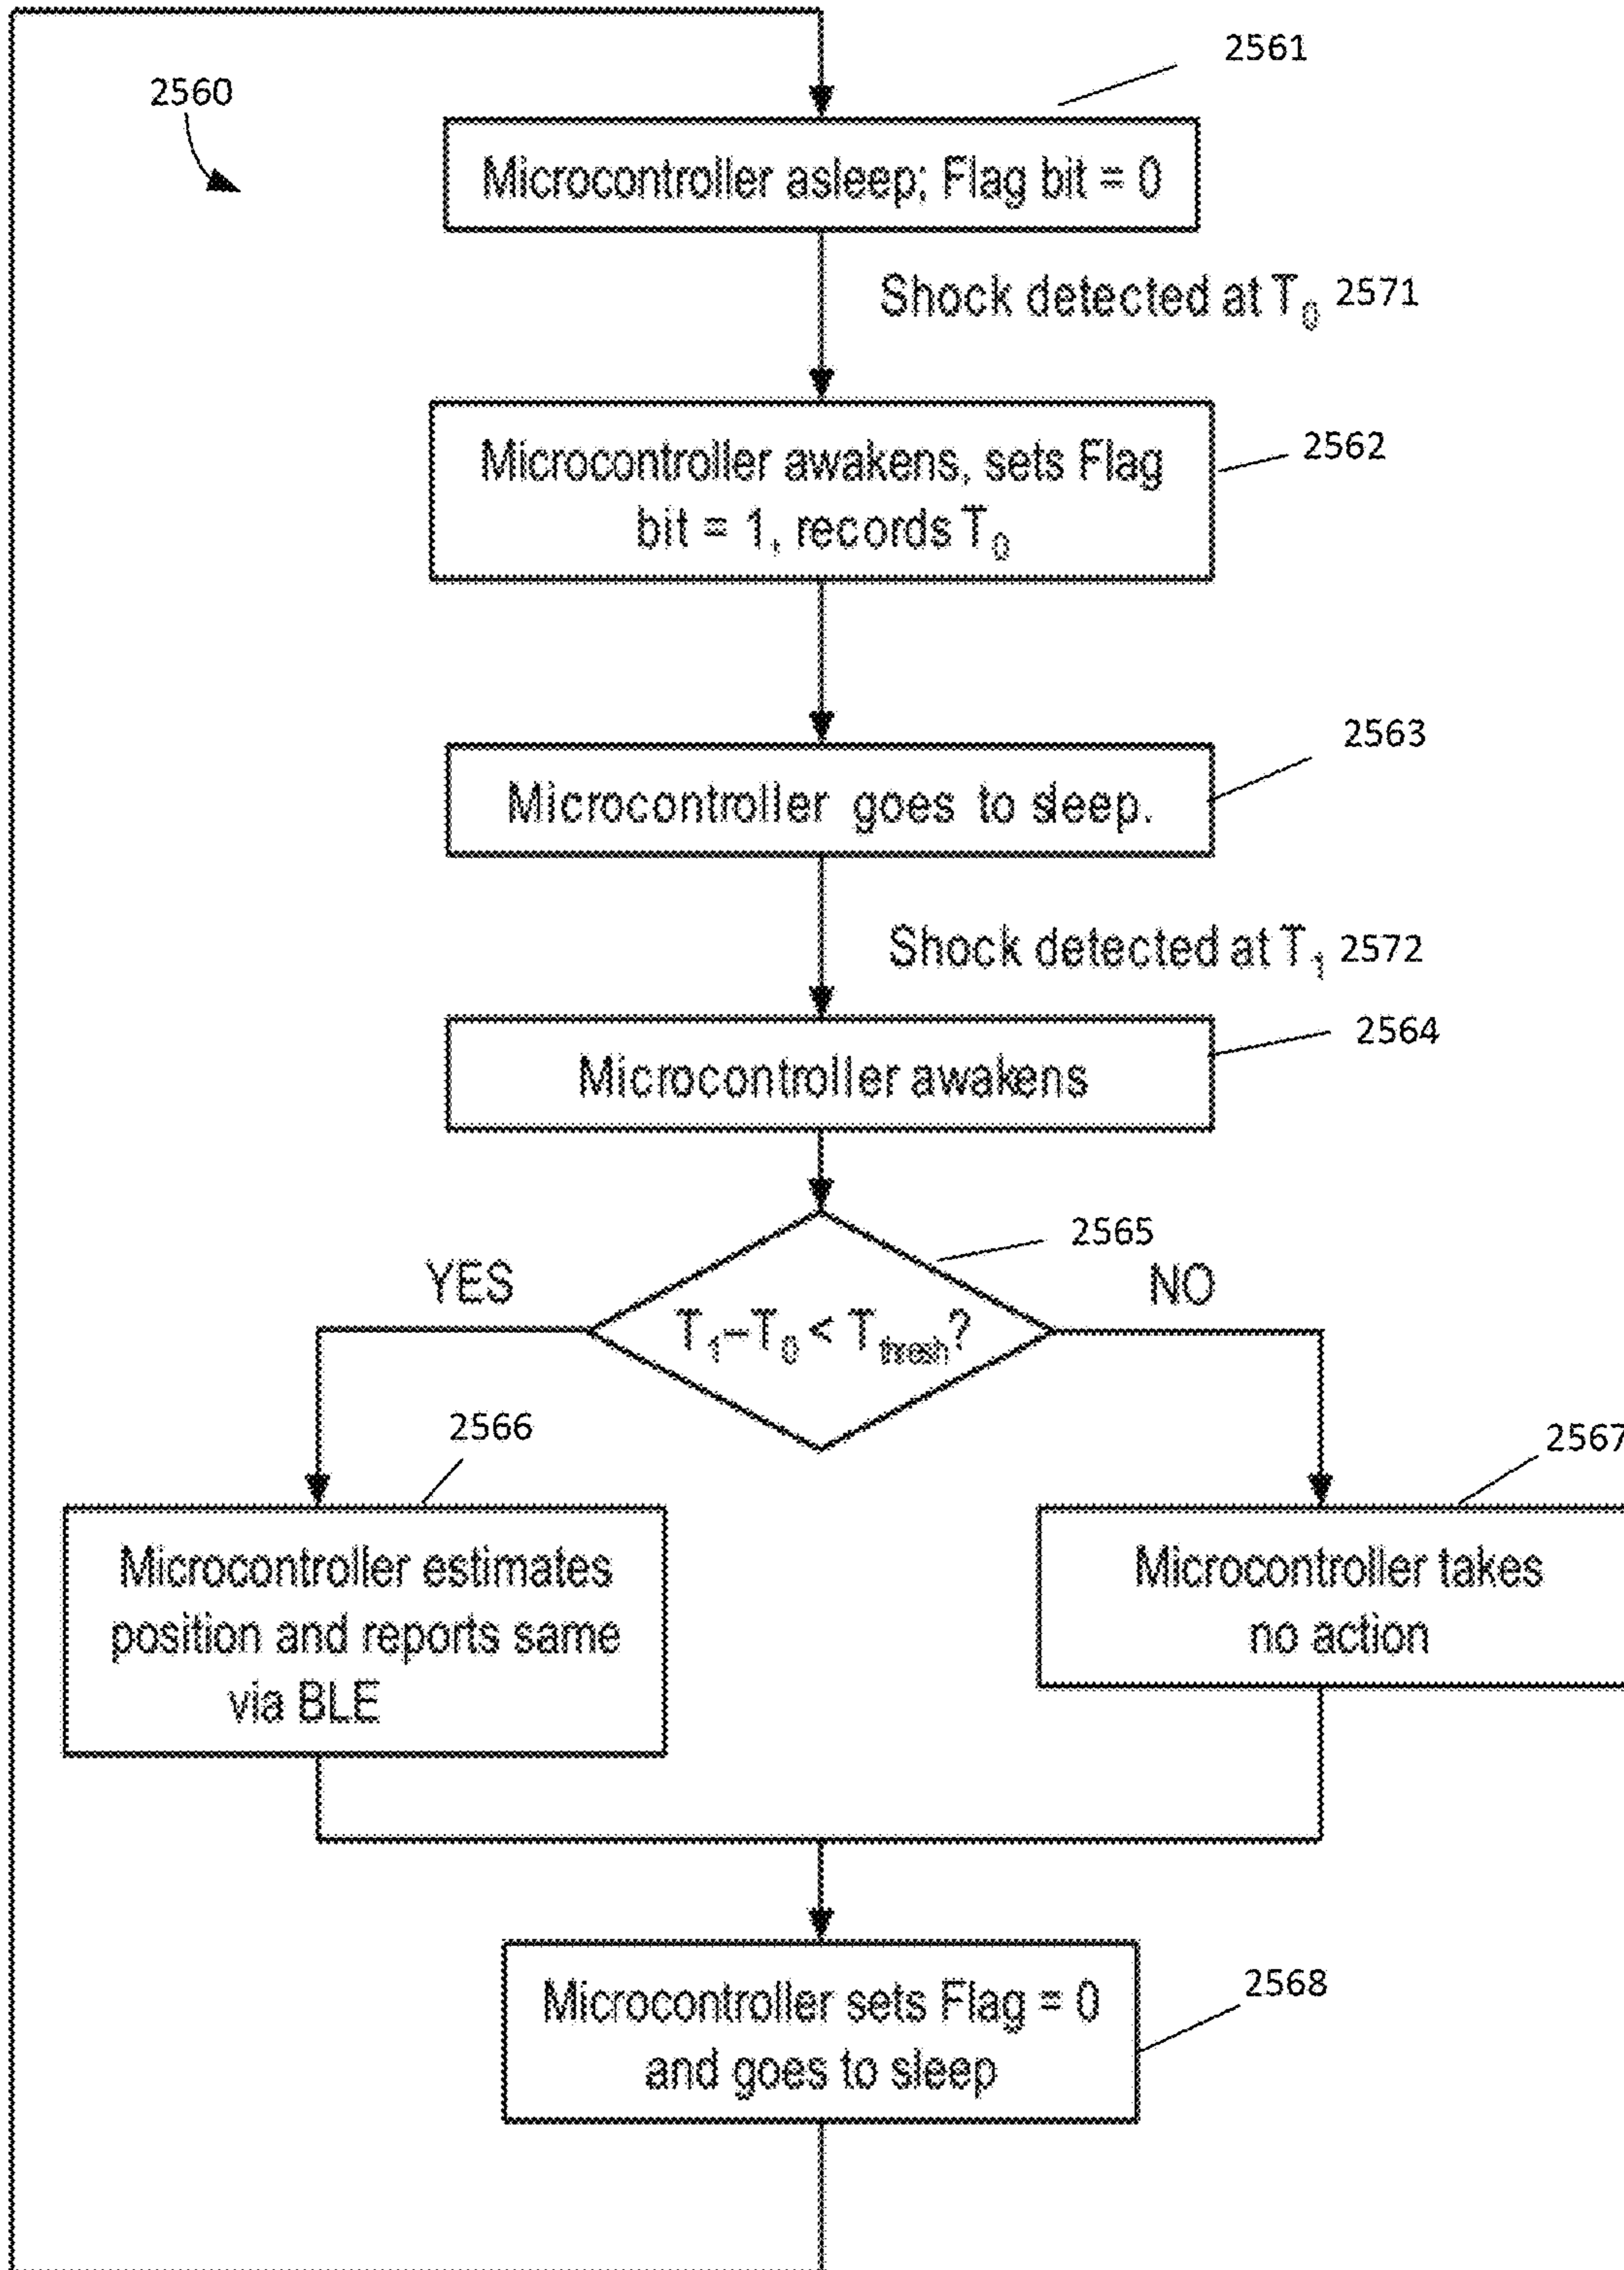 2561
2560
Microcontroller asleep; Flag bit = 0
Shock detected at T₀ 2571
2562
Microcontroller awakens, sets Flag
bit = 1, records T₀
2563
Microcontroller goes to sleep.
Shock detected at T₁ 2572
2564
Microcontroller awakens
2565
YES
NO
T₁–T₀ < Tthresh?
2566
2567
Microcontroller estimates
position and reports same
via BLE
Microcontroller takes
no action
2568
Microcontroller sets Flag = 0
and goes to sleep